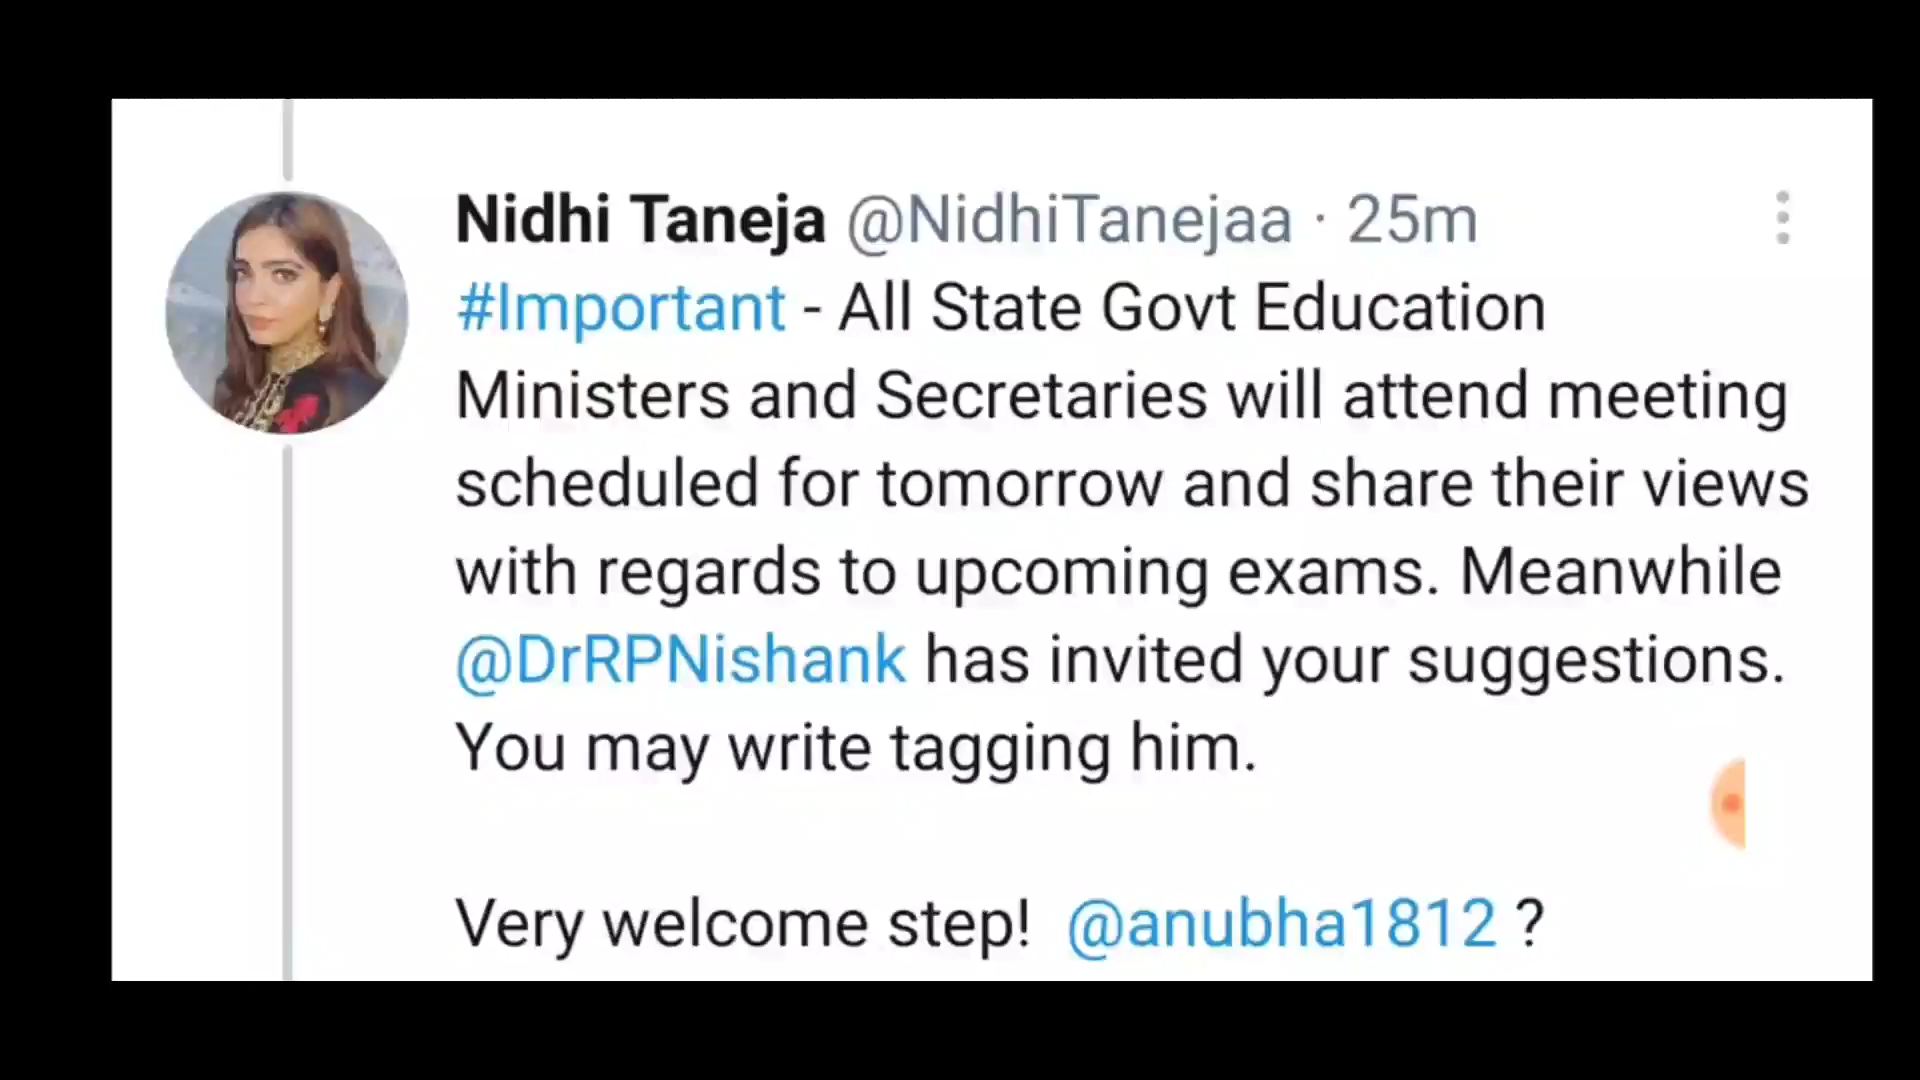 Nidhi Taneja @NidhiTanejaa · 25m
#Important - All State Govt Education
Ministers and Secretaries will attend meeting
scheduled for tomorrow and share their views
with regards to upcoming exams. Meanwhile
@DrRPNishank has invited your suggestions.
You may write tagging him.
Very welcome step! @anubha1812 ?